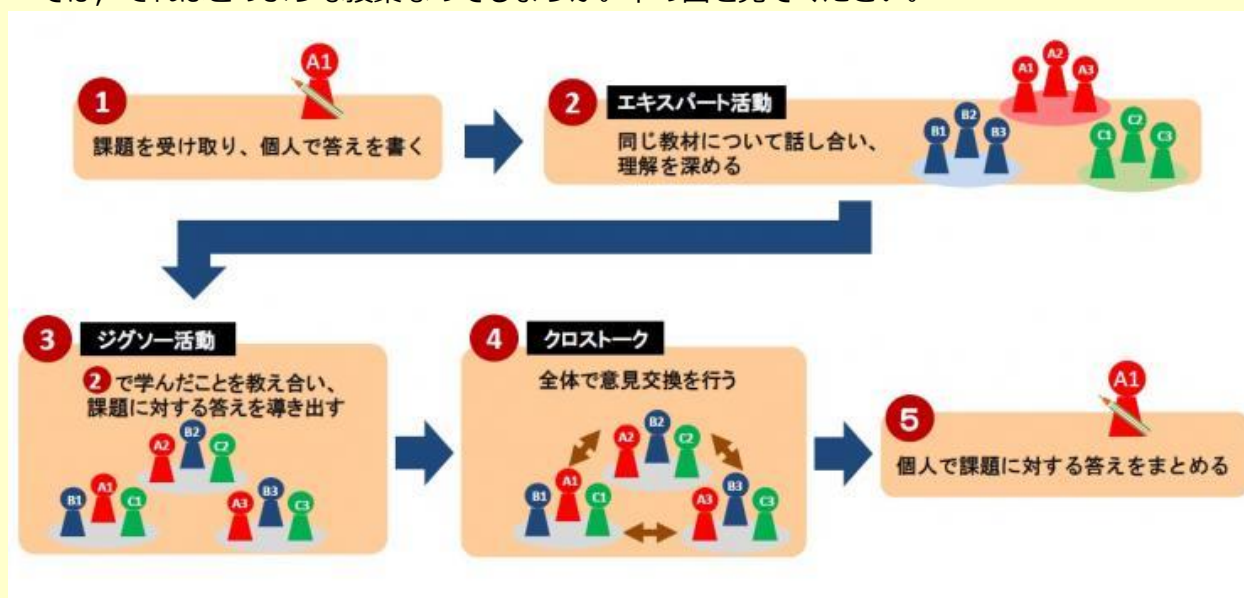 A1
1
課題を受け取り、個人で答えを書く
2 エキスパート活動
同じ教材について話し合い、
理解を深める
A1 A2 A3
B1 B2 B3
C1 C2 C3
3 ジグソー活動
2で学んだことを教え合い、
課題に対する答えを導き出す
A2 B2 C2
B1 A1 C1
A3 B3 C3
4 クロストーク
全体で意見交換を行う
A2 B2 C2
B1 A1 C1
A3 B3 C3
A1
5
個人で課題に対する答えをまとめる